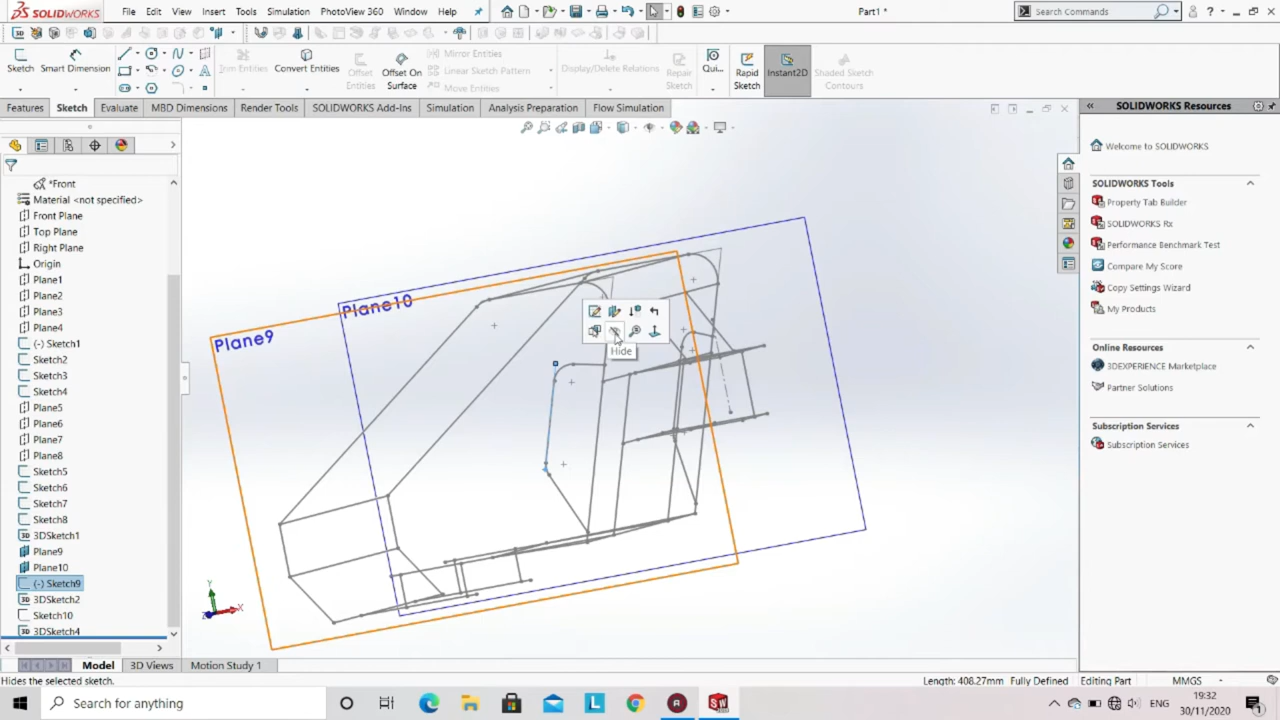 SOLIDWORKS File Edit View Insert Tools Simulation PhotoView 360 Window Help Part1 * Search Commands
Sketch Smart Dimension Trim Entities Convert Entities Offset Entities Offset On Surface Mirror Entities Linear Sketch Pattern Move Entities Display/Delete Relations Repair Sketch Qui... Rapid Sketch Instant2D Shaded Sketch Contours
Features Sketch Evaluate MBD Dimensions Render Tools SOLIDWORKS Add-Ins Simulation Analysis Preparation Flow Simulation
SOLIDWORKS Resources
Welcome to SOLIDWORKS
SOLIDWORKS Tools
Property Tab Builder
SOLIDWORKS Rx
Performance Benchmark Test
Compare My Score
Copy Settings Wizard
My Products
Online Resources
3DEXPERIENCE Marketplace
Partner Solutions
Subscription Services
Subscription Services
*Front
Material <not specified>
Front Plane
Top Plane
Right Plane
Origin
Plane1
Plane2
Plane3
Plane4
(-) Sketch1
Sketch2
Sketch3
Sketch4
Plane5
Plane6
Plane7
Plane8
Sketch5
Sketch6
Sketch7
Sketch8
3DSketch1
Plane9
Plane10
(-) Sketch9
3DSketch2
Sketch10
3DSketch4
Plane10
Plane9
Hide
Y
X
Z
Model 3D Views Motion Study 1
Hides the selected sketch. Length: 408.27mm Fully Defined Editing Part MMGS
Type here to search
19:32
ENG
30/11/2020